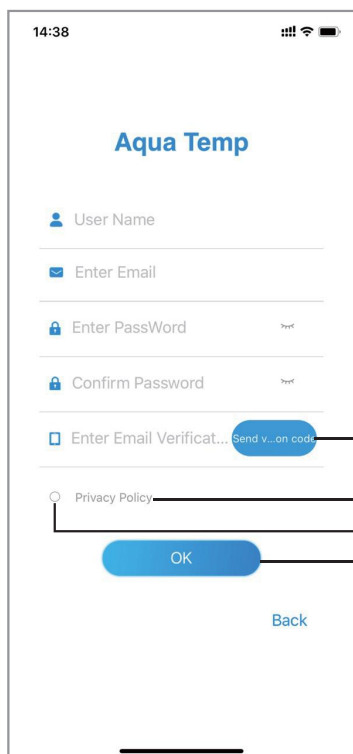 14:38
Aqua Temp
User Name
Enter Email
Enter PassWord
Confirm Password
Enter Email Verificat... Send v...on code
Privacy Policy
OK
Back